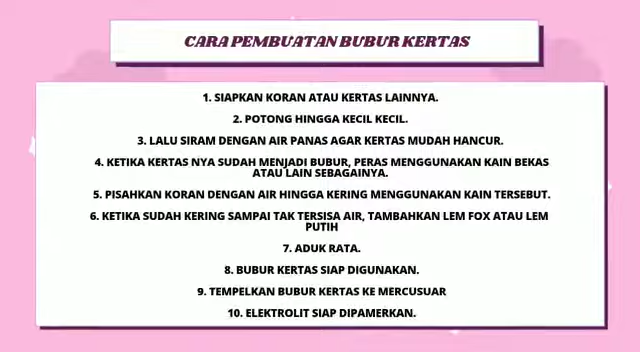 CARA PEMBUATAN BUBUR KERTAS
1. SIAPKAN KORAN ATAU KERTAS LAINNYA.
2. POTONG HINGGA KECIL KECIL.
3. LALU SIRAM DENGAN AIR PANAS AGAR KERTAS MUDAH HANCUR.
4. KETIKA KERTAS NYA SUDAH MENJADI BUBUR, PERAS MENGGUNAKAN KAIN BEKAS
ATAU LAIN SEBAGAINYA.
5. PISAHKAN KORAN DENGAN AIR HINGGA KERING MENGGUNAKAN KAIN TERSEBUT.
6. KETIKA SUDAH KERING SAMPAI TAK TERSISA AIR, TAMBAHKAN LEM FOX ATAU LEM
PUTIH
7. ADUK RATA.
8. BUBUR KERTAS SIAP DIGUNAKAN.
9. TEMPELKAN BUBUR KERTAS KE MERCUSUAR
10. ELEKTROLIT SIAP DIPAMERKAN.